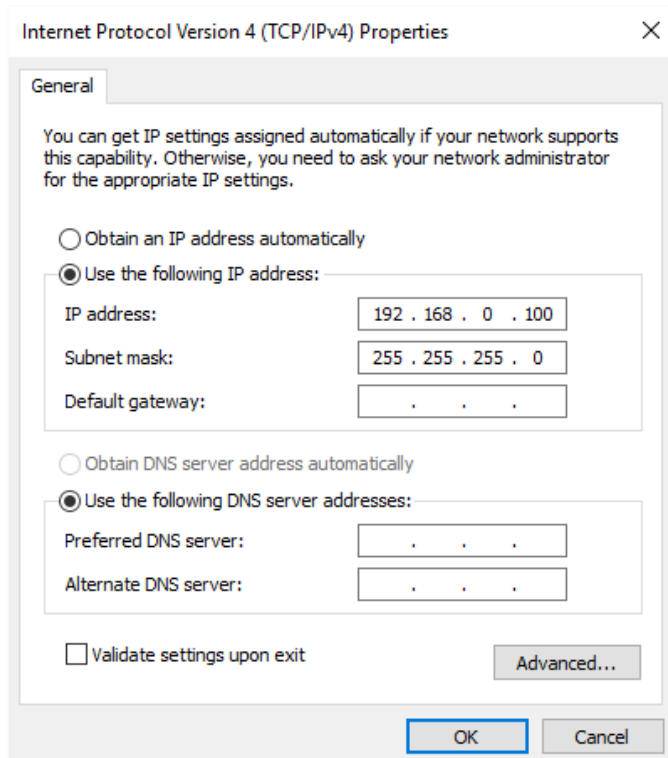 Internet Protocol Version 4 (TCP/IPv4) Properties
General
You can get IP settings assigned automatically if your network supports
this capability. Otherwise, you need to ask your network administrator
for the appropriate IP settings.
Obtain an IP address automatically
Use the following IP address:
IP address: 192 . 168 . 0 . 100
Subnet mask: 255 . 255 . 255 . 0
Default gateway: . . .
Obtain DNS server address automatically
Use the following DNS server addresses:
Preferred DNS server: . . .
Alternate DNS server: . . .
Validate settings upon exit
Advanced...
OK Cancel